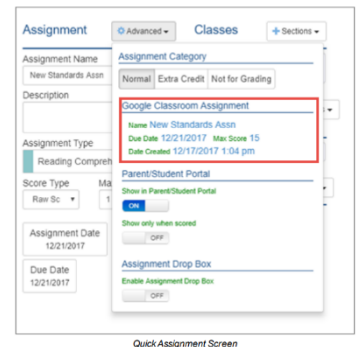 Assignment
Advanced
Classes
+ Sections
Assignment Name
New Standards Assn
Description
Assignment Type
Reading Compreh
Score Type
Ma
Raw Sc
1
Assignment Date
12/21/2017
Due Date
12/21/2017
Assignment Category
Normal Extra Credit Not for Grading
Google Classroom Assignment
Name New Standards Assn
Due Date 12/21/2017 Max Score 15
Date Created 12/17/2017 1:04 pm
Parent/Student Portal
Show in Parent/Student Portal
ON
Show only when scored
OFF
Assignment Drop Box
Enable Assignment Drop Box
OFF
Quick Assignment Screen